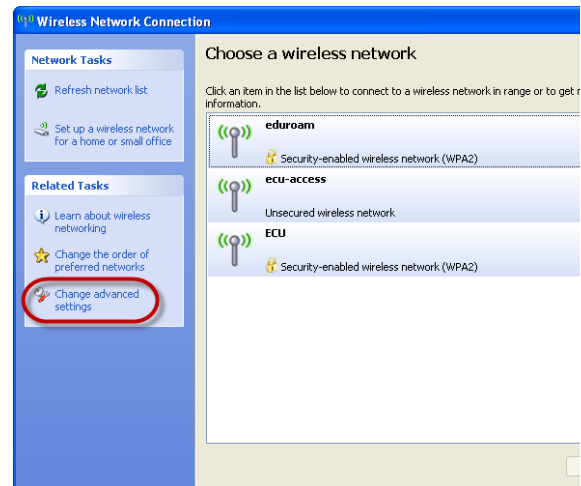 Wireless Network Connection
Network Tasks
Refresh network list
Set up a wireless network
for a home or small office
Related Tasks
Learn about wireless
networking
Change the order of
preferred networks
Change advanced
settings
Choose a wireless network
Click an item in the list below to connect to a wireless network in range or to get
information.
eduroam
Security-enabled wireless network (WPA2)
ecu-access
Unsecured wireless network
ECU
Security-enabled wireless network (WPA2)